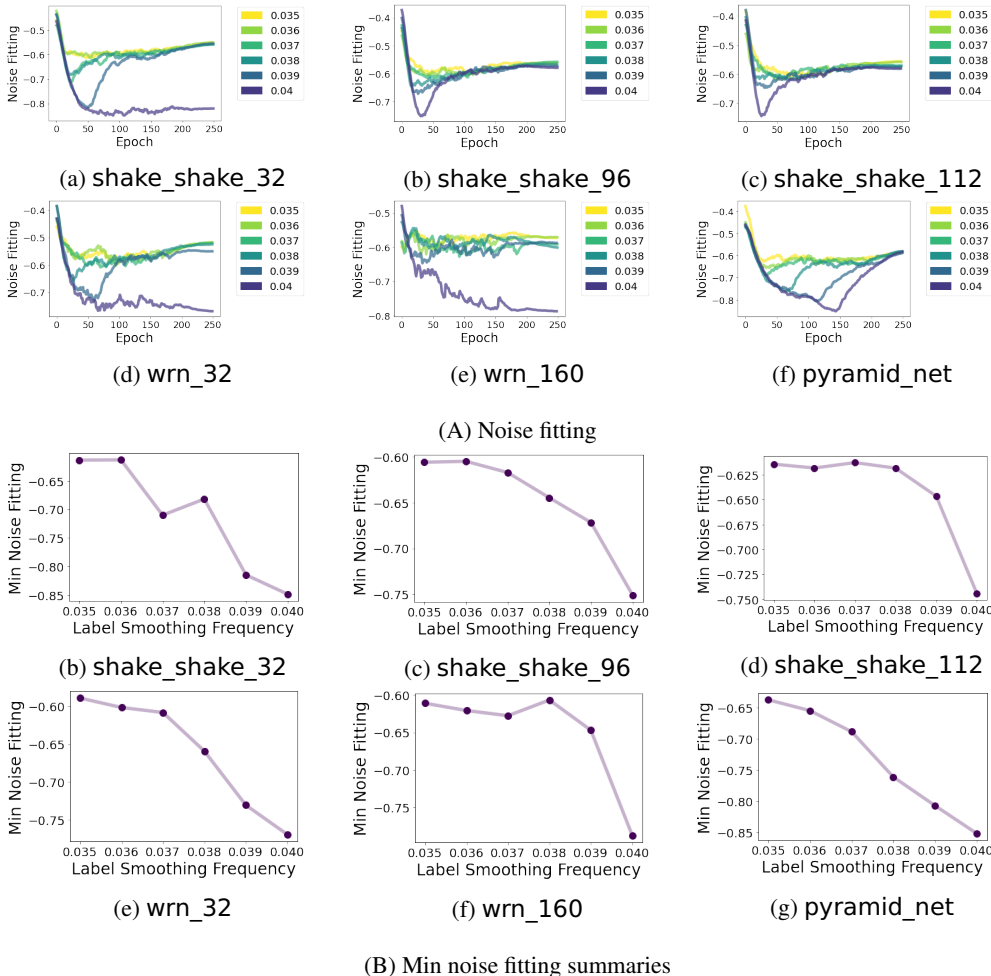 Noise Fitting
−0.4
−0.5
−0.6
−0.7
−0.8
0 50 100 150 200 250
Epoch
0.035
0.036
0.037
0.038
0.039
0.04
(a) shake_shake_32
Noise Fitting
−0.4
−0.5
−0.6
−0.7
0 50 100 150 200 250
Epoch
0.035
0.036
0.037
0.038
0.039
0.04
(b) shake_shake_96
Noise Fitting
−0.4
−0.5
−0.6
−0.7
0 50 100 150 200 250
Epoch
0.035
0.036
0.037
0.038
0.039
0.04
(c) shake_shake_112
Noise Fitting
−0.4
−0.5
−0.6
−0.7
0 50 100 150 200 250
Epoch
0.035
0.036
0.037
0.038
0.039
0.04
(d) wrn_32
Noise Fitting
−0.5
−0.6
−0.7
−0.8
0 50 100 150 200 250
Epoch
0.035
0.036
0.037
0.038
0.039
0.04
(e) wrn_160
Noise Fitting
−0.4
−0.5
−0.6
−0.7
−0.8
0 50 100 150 200 250
Epoch
0.035
0.036
0.037
0.038
0.039
0.04
(f) pyramid_net
(A) Noise fitting
Min Noise Fitting
−0.65
−0.70
−0.75
−0.80
−0.85
0.035 0.036 0.037 0.038 0.039 0.040
Label Smoothing Frequency
(b) shake_shake_32
Min Noise Fitting
−0.60
−0.65
−0.70
−0.75
0.035 0.036 0.037 0.038 0.039 0.040
Label Smoothing Frequency
(c) shake_shake_96
Min Noise Fitting
−0.625
−0.650
−0.675
−0.700
−0.725
−0.750
0.035 0.036 0.037 0.038 0.039 0.040
Label Smoothing Frequency
(d) shake_shake_112
Min Noise Fitting
−0.60
−0.65
−0.70
−0.75
0.035 0.036 0.037 0.038 0.039 0.040
Label Smoothing Frequency
(e) wrn_32
Min Noise Fitting
−0.60
−0.65
−0.70
−0.75
0.035 0.036 0.037 0.038 0.039 0.040
Label Smoothing Frequency
(f) wrn_160
Min Noise Fitting
−0.65
−0.70
−0.75
−0.80
−0.85
0.035 0.036 0.037 0.038 0.039 0.040
Label Smoothing Frequency
(g) pyramid_net
(B) Min noise fitting summaries